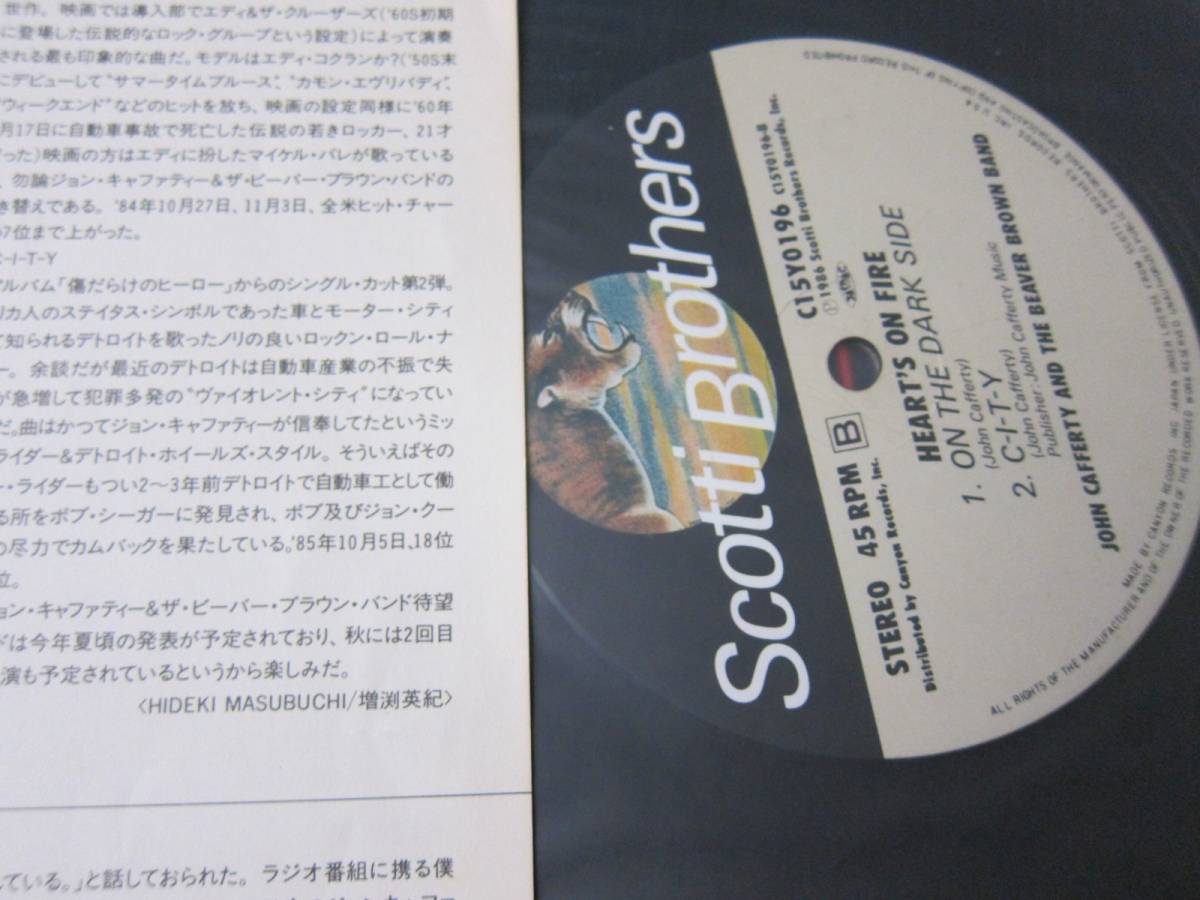 世作。映画では導入部でエディ&ザ・クルーザーズ('60S初期
に登場した伝説的なロック・グループという設定)によって演奏
される最も印象的な曲だ。モデルはエディ・コクランか?('50S末
にデビューして"サマータイムブルース"、"カモン・エヴリバディ"、
ウィークエンド"などのヒットを放ち、映画の設定同様に'60年
月17日に自動車事故で死亡した伝説の若きロッカー、21才
だった)映画の方はエディに扮したマイケル・パレが歌っている
、勿論ジョン・キャファティー&ザ・ビーバー・ブラウン・バンドの
き替えである。'84年10月27日、11月3日、全米ヒット・チャー
の7位まで上がった。
C-I-T-Y
アルバム「傷だらけのヒーロー」からのシングル・カット第2弾。
リカ人のステイタス・シンボルであった車とモーター・シティ
て知られるデトロイトを歌ったノリの良いロックン・ロール・ナ
ー。余談だが最近のデトロイトは自動車産業の不振で失
が急増して犯罪多発の"ヴァイオレント・シティ"になってい
だ。曲はかつてジョン・キャファティーが信奉してたというミッ
ライダー&デトロイト・ホイールズ・スタイル。そういえばその
ー・ライダーもつい2〜3年前デトロイトで自動車工として働
る所をボブ・シーガーに発見され、ボブ及びジョン・クー
の尽力でカムバックを果たしている。'85年10月5日、18位
位。
ョン・キャファティー&ザ・ビーバー・ブラウン・バンド待望
ドは今年夏頃の発表が予定されており、秋には2回目
演も予定されているというから楽しみだ。
〈HIDEKI MASUBUCHI/増渕英紀〉
ている。」と話しておられた。ラジオ番組に携る僕
Scotti Brothers
C15Y0196 C15Y0196-B
℗1986 Scotti Brothers Records, Inc.
STEREO 45 RPM B
Distributed by Canyon Records, Inc.
HEART'S ON FIRE
1. ON THE DARK SIDE
(John Cafferty)
2. C-I-T-Y
(John Cafferty)
Publisher: John Cafferty Music
JOHN CAFFERTY AND THE BEAVER BROWN BAND
MADE BY CANYON RECORDS, INC. JAPAN UNDER LICENSE FROM SCOTTI BROTHERS RECORDS, INC. U.S.A.
ALL RIGHTS OF THE MANUFACTURER AND OF THE OWNER OF THE RECORDED WORK RESERVED UNAUTHORIZED PUBLIC PERFORMANCE BROADCASTING AND COPYING OF THIS RECORD PROHIBITED